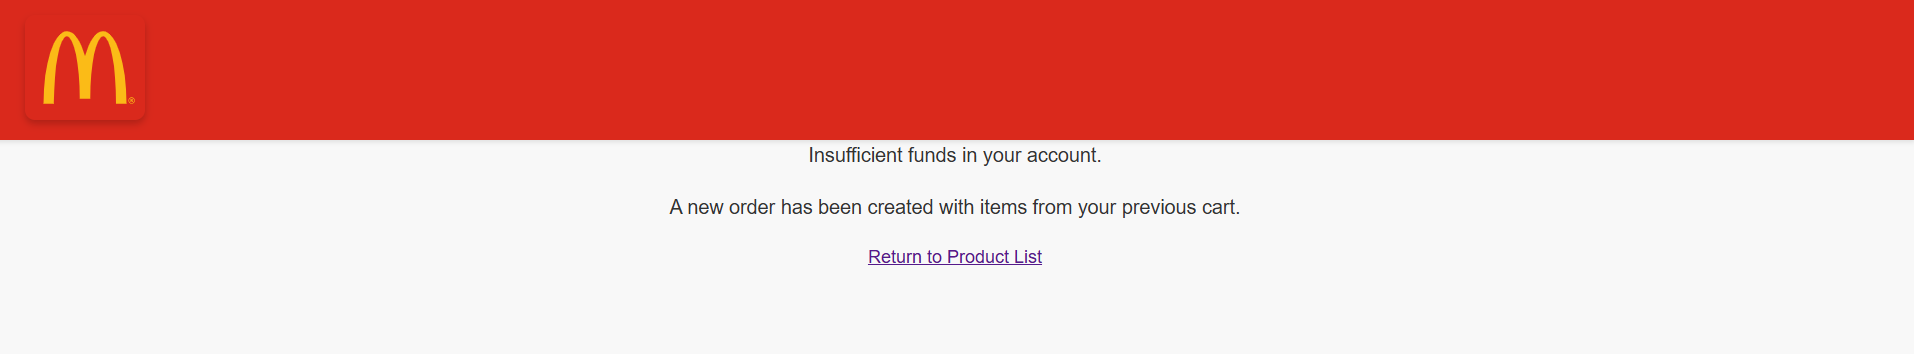 Insufficient funds in your account.
A new order has been created with items from your previous cart.
Return to Product List